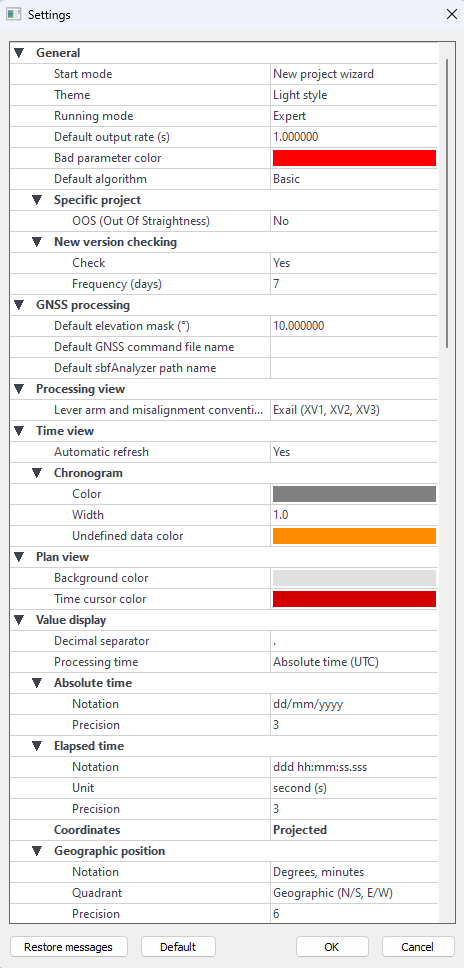 Settings
General
Start mode New project wizard
Theme Light style
Running mode Expert
Default output rate (s) 1.000000
Bad parameter color
Default algorithm Basic
Specific project
OOS (Out Of Straightness) No
New version checking
Check Yes
Frequency (days) 7
GNSS processing
Default elevation mask (°) 10.000000
Default GNSS command file name
Default sbfAnalyzer path name
Processing view
Lever arm and misalignment conventi... Exail (XV1, XV2, XV3)
Time view
Automatic refresh Yes
Chronogram
Color
Width 1.0
Undefined data color
Plan view
Background color
Time cursor color
Value display
Decimal separator .
Processing time Absolute time (UTC)
Absolute time
Notation dd/mm/yyyy
Precision 3
Elapsed time
Notation ddd hh:mm:ss.sss
Unit second (s)
Precision 3
Coordinates Projected
Geographic position
Notation Degrees, minutes
Quadrant Geographic (N/S, E/W)
Precision 6
Restore messages Default OK Cancel